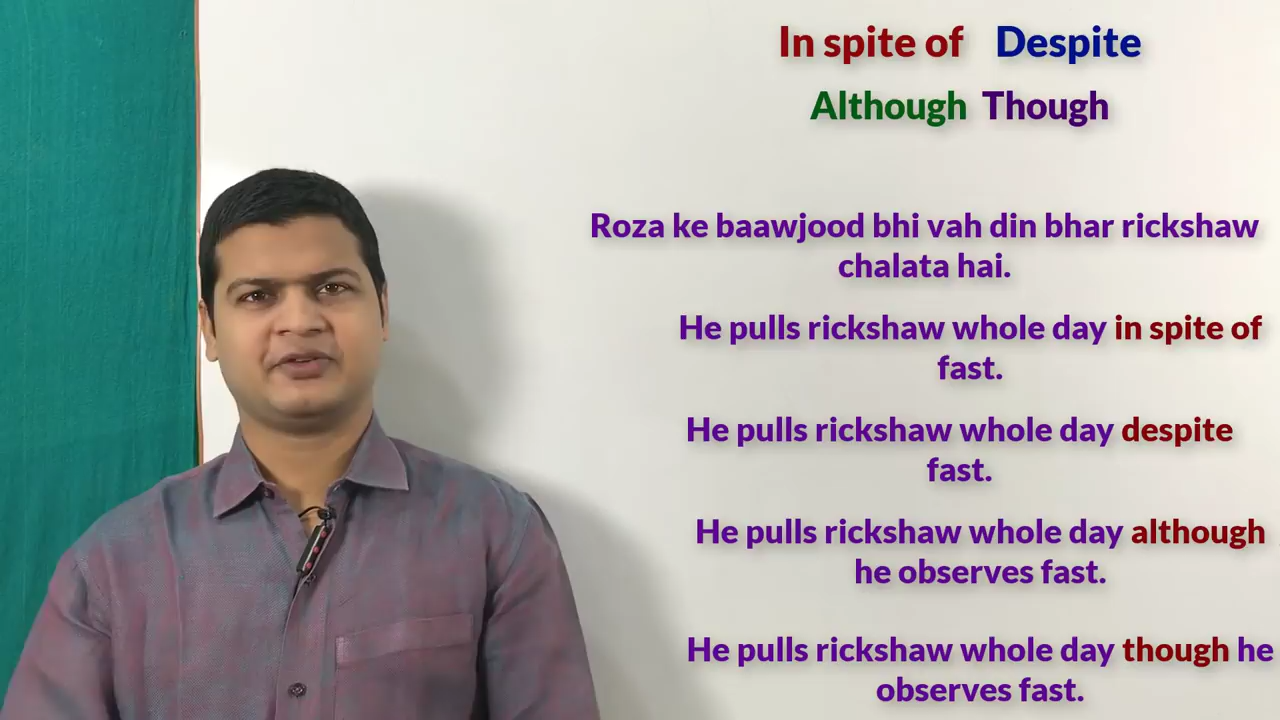 In spite of Despite
Although Though
Roza ke baawjood bhi vah din bhar rickshaw
chalata hai.
He pulls rickshaw whole day in spite of
fast.
He pulls rickshaw whole day despite
fast.
He pulls rickshaw whole day although
he observes fast.
He pulls rickshaw whole day though he
observes fast.